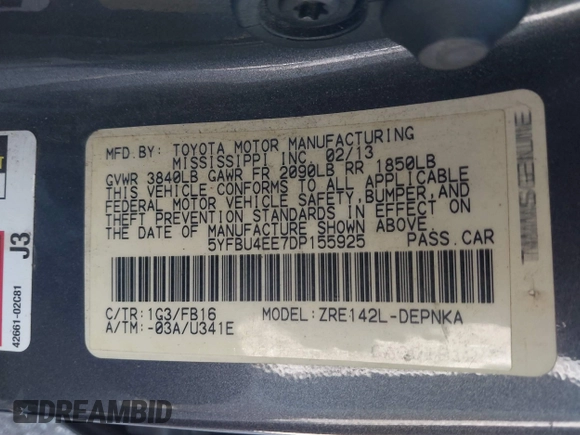 MFD.BY: TOYOTA MOTOR MANUFACTURING
MISSISSIPPI INC. 02/13
GVWR 3840LB GAWR FR 2090LB RR 1850LB
THIS VEHICLE CONFORMS TO ALL APPLICABLE
FEDERAL MOTOR VEHICLE SAFETY,BUMPER,AND
THEFT PREVENTION STANDARDS IN EFFECT ON
THE DATE OF MANUFACTURE SHOWN ABOVE.
5YFBU4EE7DP155925 PASS.CAR
C/TR:1G3/FB16 MODEL:ZRE142L-DEPNKA
A/TM:-03A/U341E
J3
42661-02C81
DREAMBID